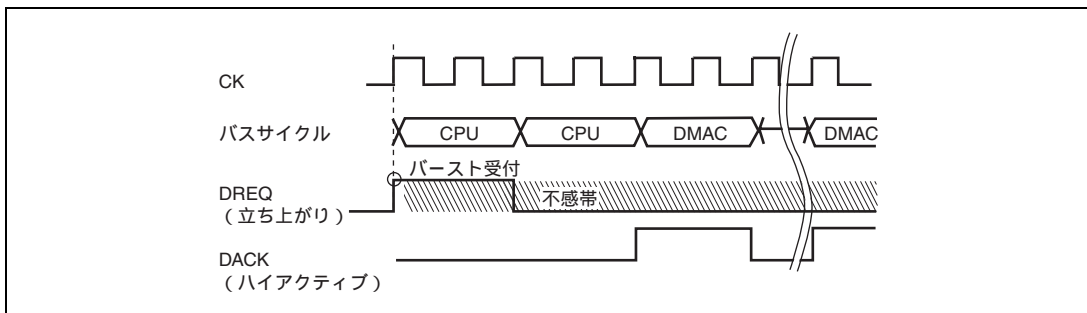 CK
バスサイクル
CPU
CPU
DMAC
DMAC
バースト受付
DREQ
(立ち上がり)
不感帯
DACK
(ハイアクティブ)